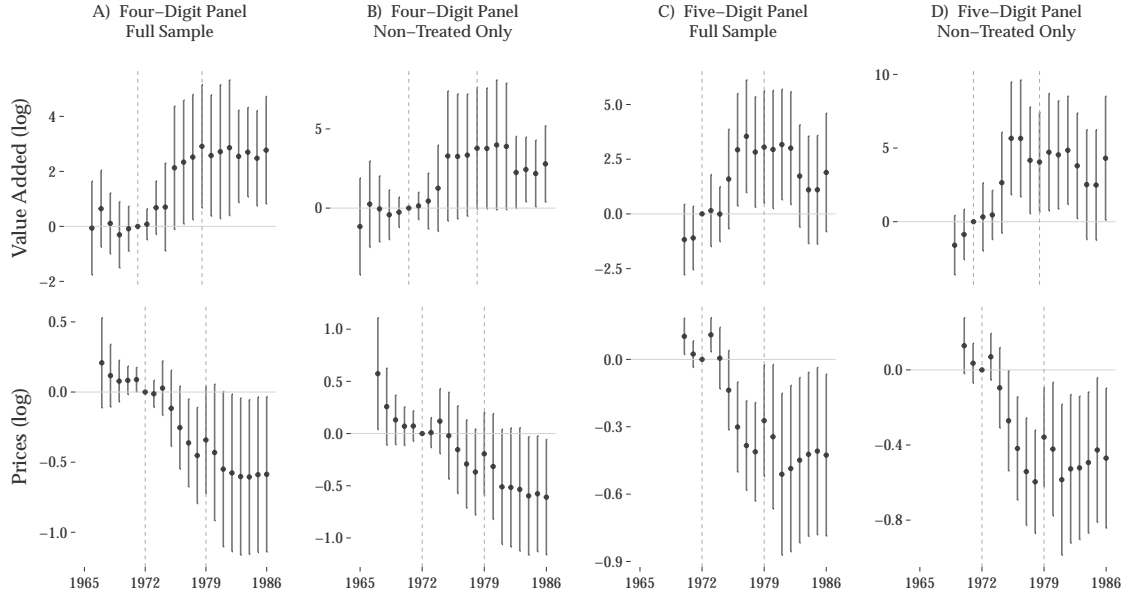 A) Four−Digit Panel
Full Sample
B) Four−Digit Panel
Non−Treated Only
C) Five−Digit Panel
Full Sample
D) Five−Digit Panel
Non−Treated Only
Value Added (log)
4
2
0
−2
5
0
5.0
2.5
0.0
−2.5
10
5
0
Prices (log)
0.5
0.0
−0.5
−1.0
1.0
0.5
0.0
−0.5
−1.0
0.0
−0.3
−0.6
−0.9
0.0
−0.4
−0.8
1965 1972 1979 1986
1965 1972 1979 1986
1965 1972 1979 1986
1965 1972 1979 1986